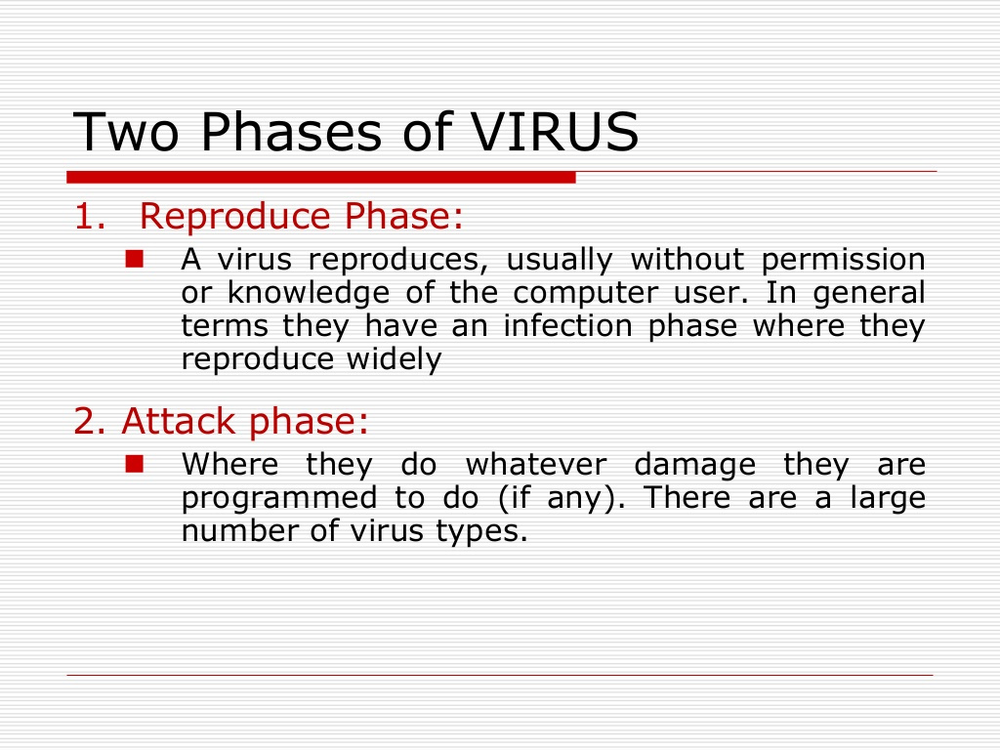 Two Phases of VIRUS
1. Reproduce Phase:
A virus reproduces, usually without permission
or knowledge of the computer user. In general
terms they have an infection phase where they
reproduce widely
2. Attack phase:
Where they do whatever damage they are
programmed to do (if any). There are a large
number of virus types.